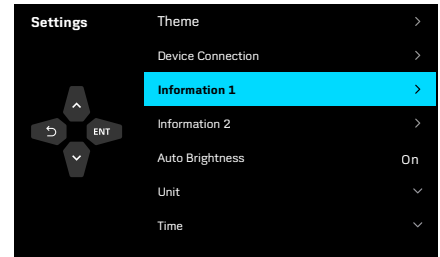 Settings
Theme
Device Connection
Information 1
Information 2
Auto Brightness On
Unit
Time
ENT